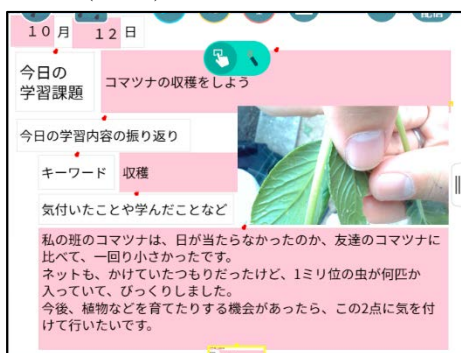 配信
10月 12日
今日の
学習課題
コマツナの収穫をしよう
今日の学習内容の振り返り
キーワード 収穫
気付いたことや学んだことなど
私の班のコマツナは、日が当たらなかったのか、友達のコマツナに
比べて、一回り小さかったです。
ネットも、かけていたつもりだったけど、1ミリ位の虫が何匹か
入っていて、びっくりしました。
今後、植物などを育てたりする機会があったら、この2点に気を付
けて行いたいです。